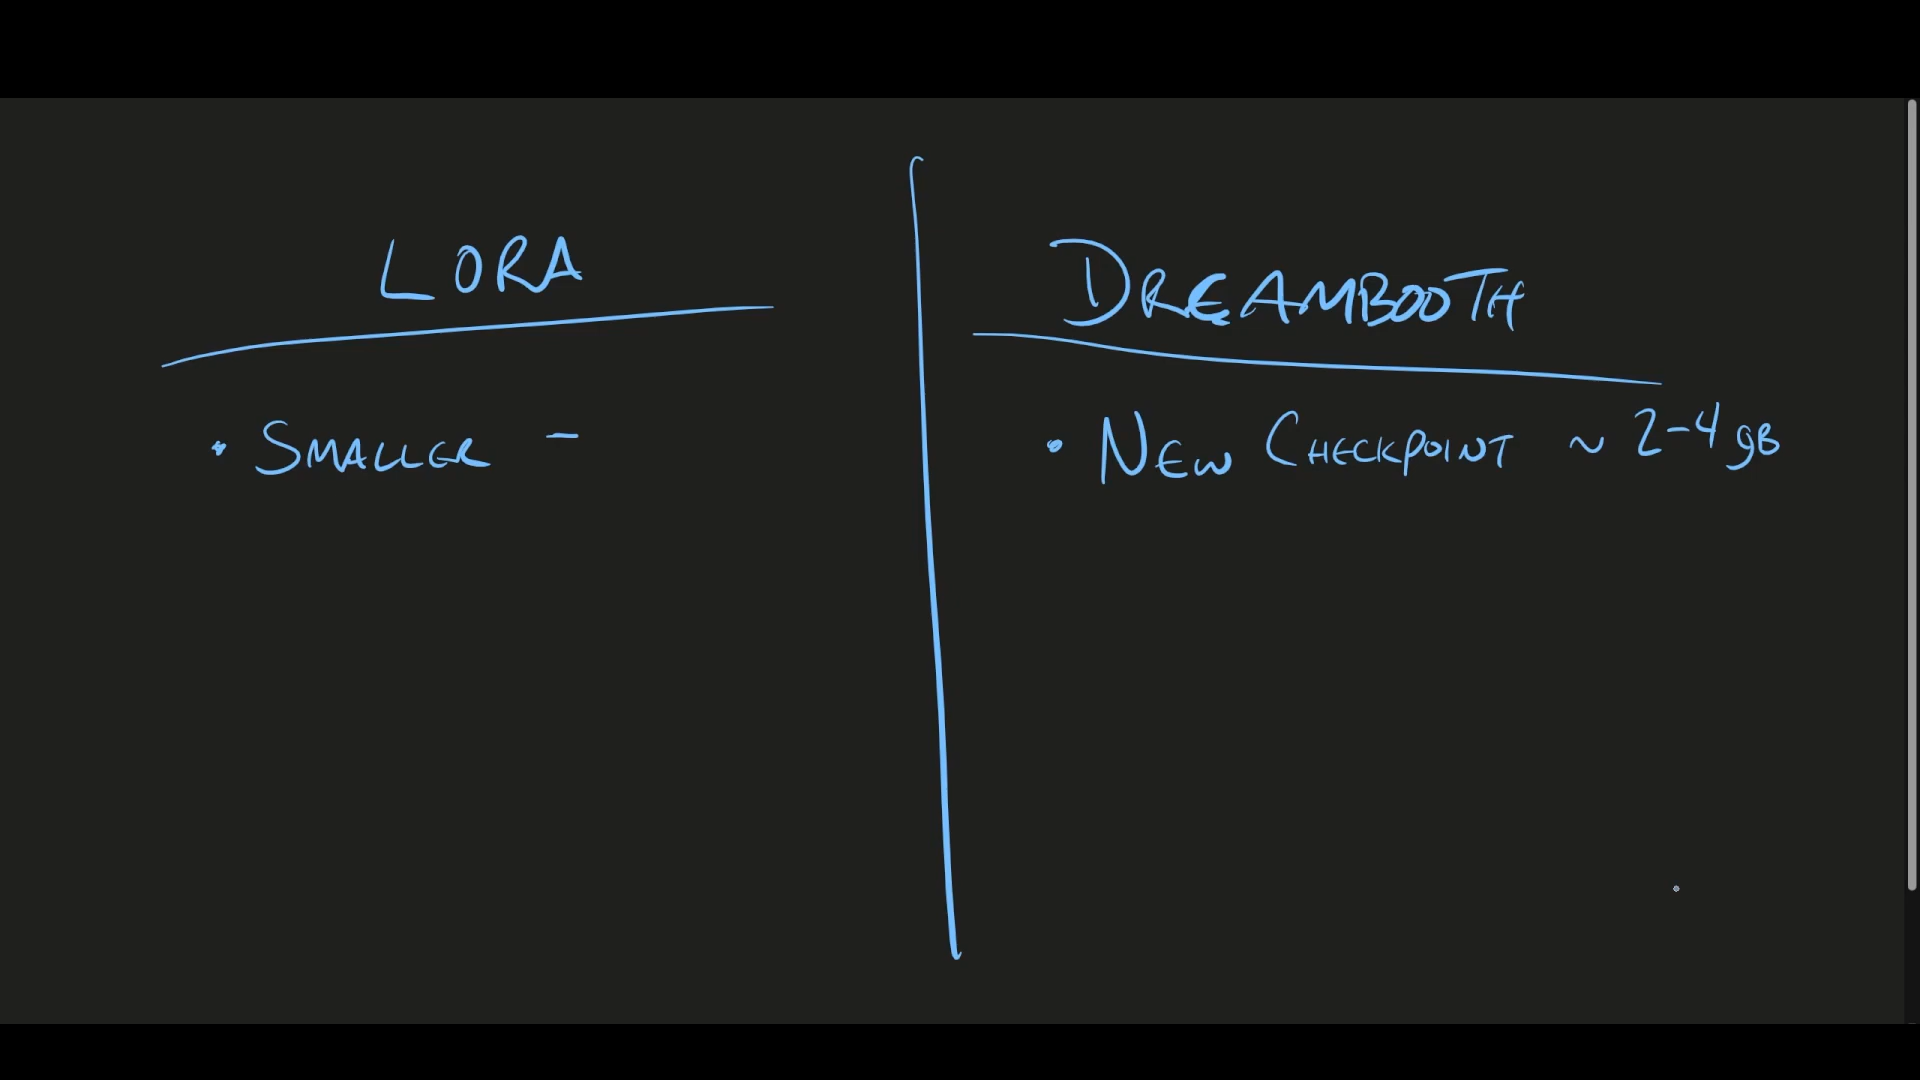 LORA
• SMALLER -
DREAMBOOTH
• NEW CHECKPOINT ~ 2-4 gB